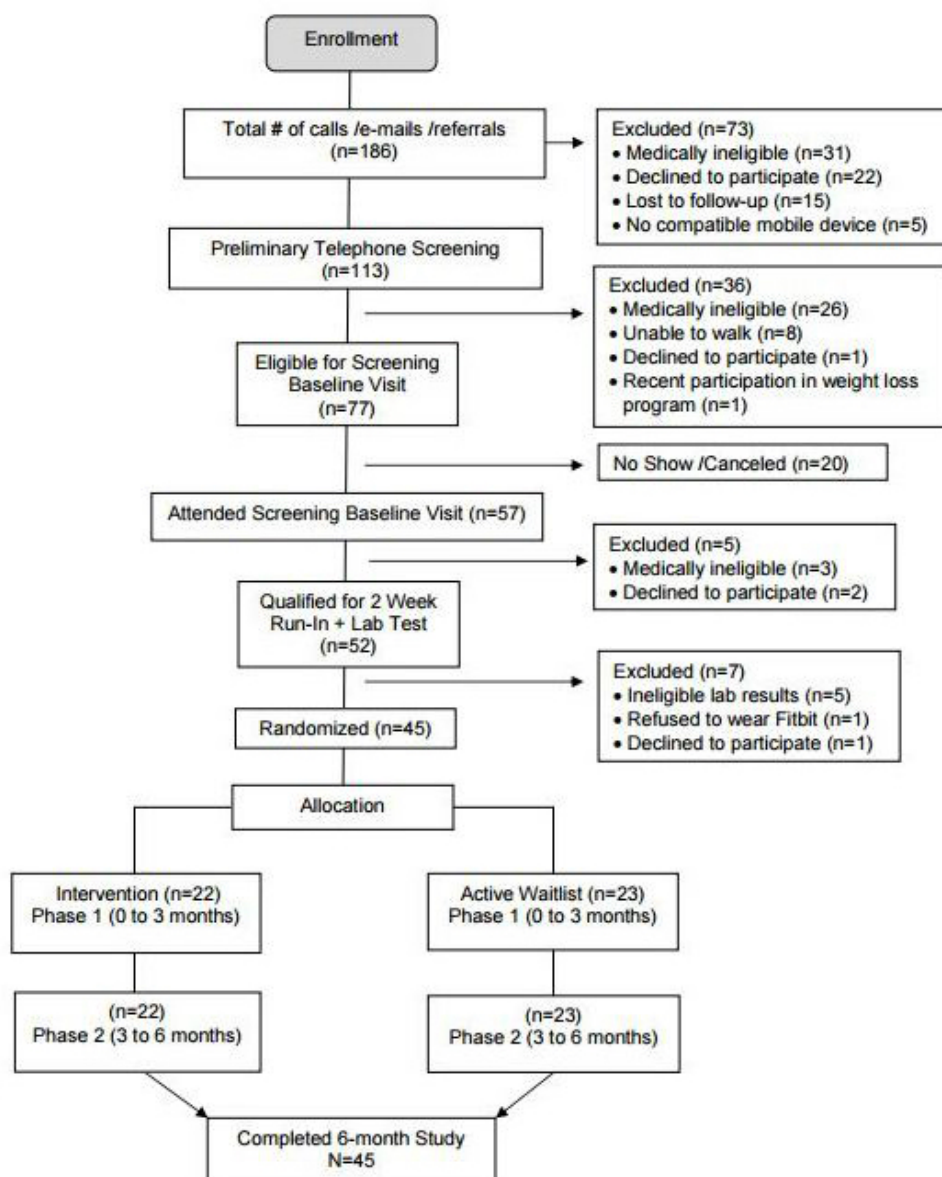 Enrollment
Total # of calls /e-mails /referrals
(n=186)
Excluded (n=73)
• Medically ineligible (n=31)
• Declined to participate (n=22)
• Lost to follow-up (n=15)
• No compatible mobile device (n=5)
Preliminary Telephone Screening
(n=113)
Excluded (n=36)
• Medically ineligible (n=26)
• Unable to walk (n=8)
• Declined to participate (n=1)
• Recent participation in weight loss
program (n=1)
Eligible for Screening
Baseline Visit
(n=77)
No Show /Canceled (n=20)
Attended Screening Baseline Visit (n=57)
Excluded (n=5)
• Medically ineligible (n=3)
• Declined to participate (n=2)
Qualified for 2 Week
Run-In + Lab Test
(n=52)
Excluded (n=7)
• Ineligible lab results (n=5)
• Refused to wear Fitbit (n=1)
• Declined to participate (n=1)
Randomized (n=45)
Allocation
Intervention (n=22)
Phase 1 (0 to 3 months)
Active Waitlist (n=23)
Phase 1 (0 to 3 months)
(n=22)
Phase 2 (3 to 6 months)
(n=23)
Phase 2 (3 to 6 months)
Completed 6-month Study
N=45